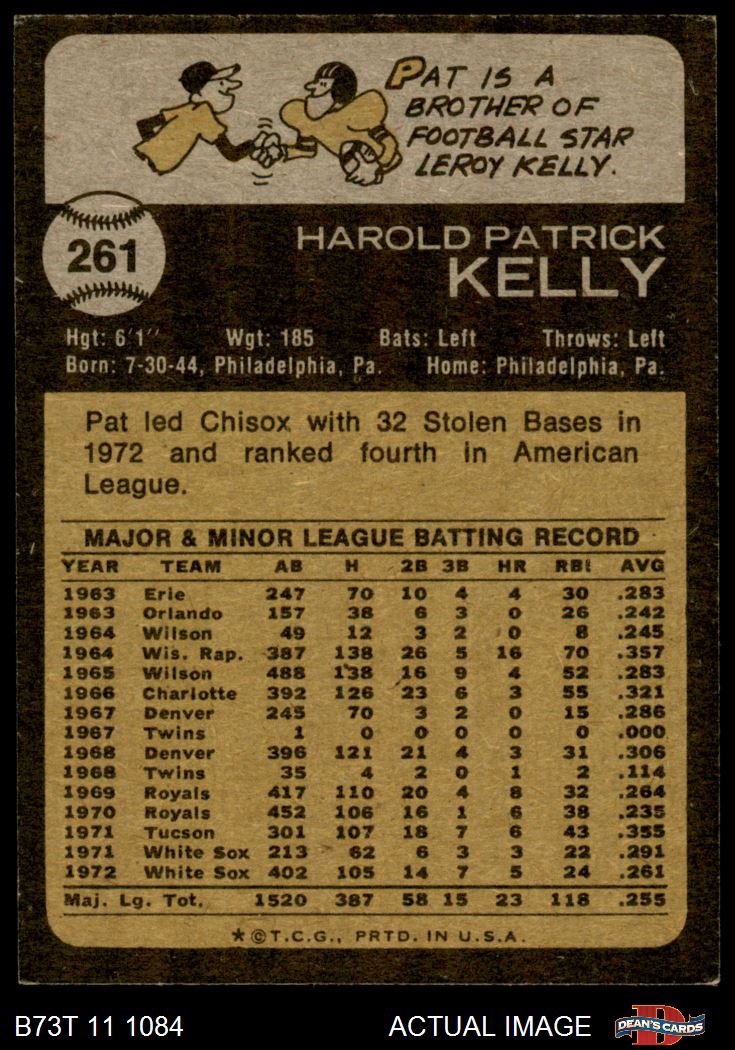 PAT IS A
BROTHER OF
FOOTBALL STAR
LEROY KELLY.
261
HAROLD PATRICK
KELLY
Hgt: 6'1" Wgt: 185 Bats: Left Throws: Left
Born: 7-30-44, Philadelphia, Pa. Home: Philadelphia, Pa.
Pat led Chisox with 32 Stolen Bases in
1972 and ranked fourth in American
League.
MAJOR & MINOR LEAGUE BATTING RECORD
YEAR TEAM AB H 2B 3B HR RBI AVG
1963 Erie 247 70 10 4 4 30 .283
1963 Orlando 157 38 6 3 0 26 .242
1964 Wilson 49 12 3 2 0 8 .245
1964 Wis. Rap. 387 138 26 5 16 70 .357
1965 Wilson 488 138 16 9 4 52 .283
1966 Charlotte 392 126 23 6 3 55 .321
1967 Denver 245 70 3 2 0 15 .286
1967 Twins 1 0 0 0 0 0 .000
1968 Denver 396 121 21 4 3 31 .306
1968 Twins 35 4 2 0 1 2 .114
1969 Royals 417 110 20 4 8 32 .264
1970 Royals 452 106 16 1 6 38 .235
1971 Tucson 301 107 18 7 6 43 .355
1971 White Sox 213 62 6 3 3 22 .291
1972 White Sox 402 105 14 7 5 24 .261
Maj. Lg. Tot. 1520 387 58 15 23 118 .255
★©T.C.G., PRTD. IN U.S.A.
B73T 11 1084 ACTUAL IMAGE D DEAN'S CARDS